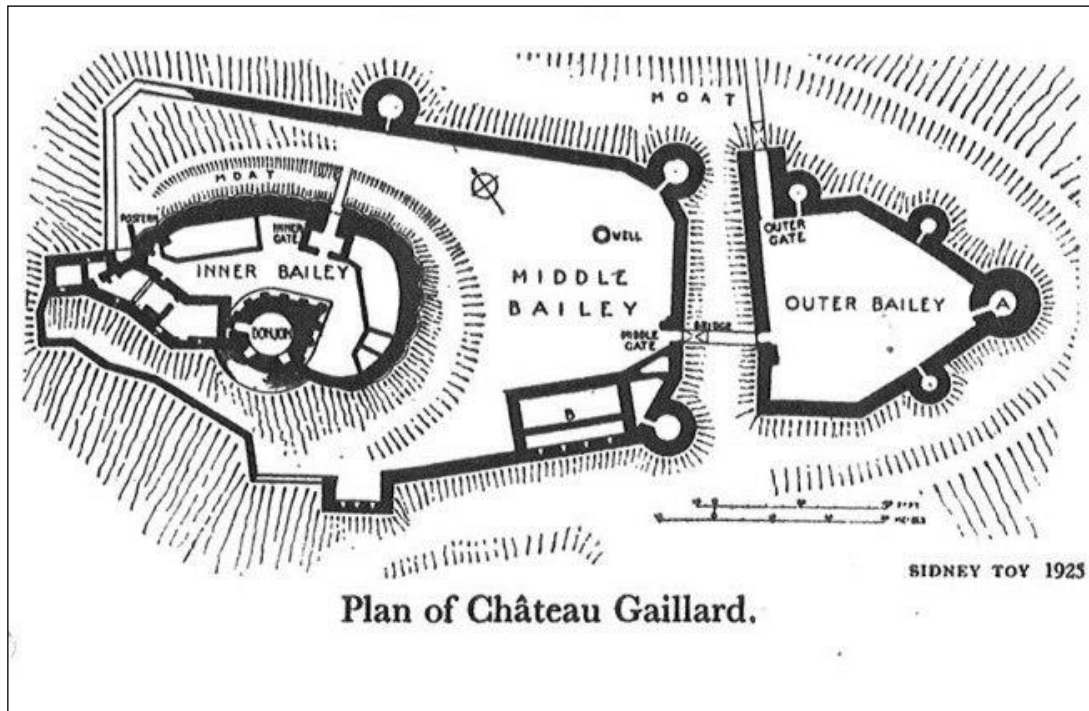 MOAT
MOAT
POSTERN
INNER
GATE
INNER BAILEY
DONJON
WELL
MIDDLE
BAILEY
MIDDLE
GATE
BRIDGE
OUTER
GATE
OUTER BAILEY
A
B
SIDNEY TOY 1925
Plan of Château Gaillard.